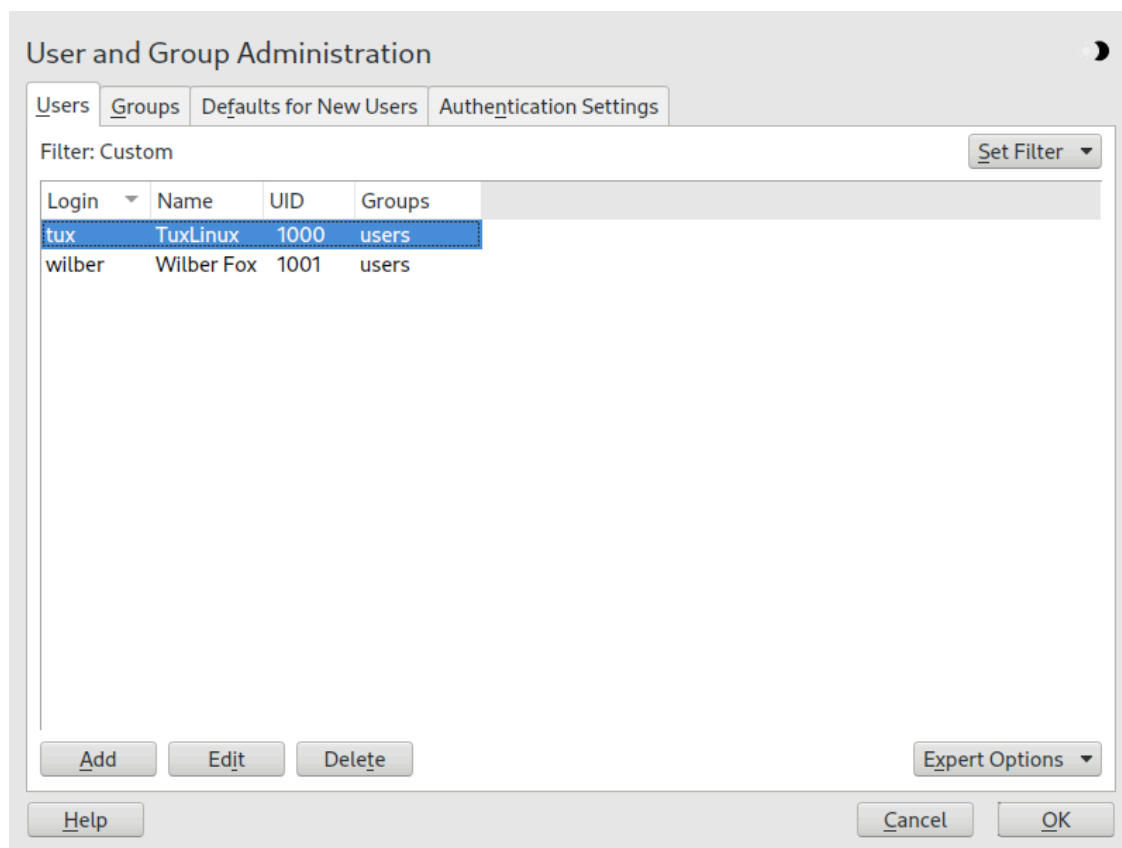 User and Group Administration
Users Groups Defaults for New Users Authentication Settings
Filter: Custom Set Filter
Login Name UID Groups
tux TuxLinux 1000 users
wilber Wilber Fox 1001 users
Add Edit Delete Expert Options
Help Cancel OK